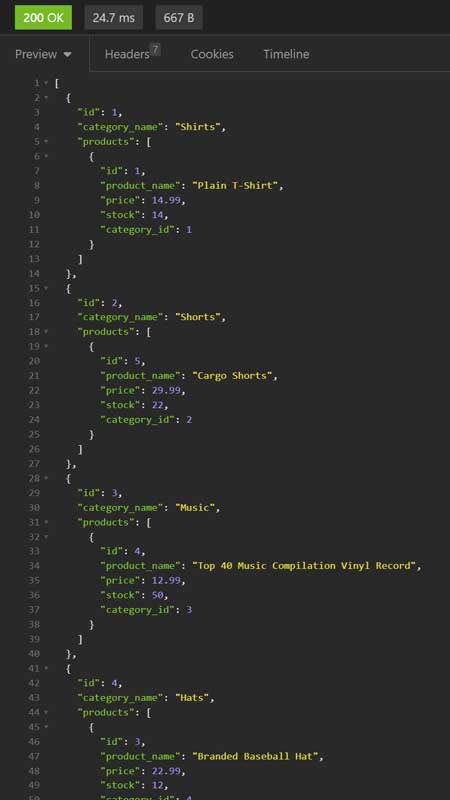 200 OK 24.7 ms 667 B
Preview Headers 7 Cookies Timeline
1 [
2 {
3 "id": 1,
4 "category_name": "Shirts",
5 "products": [
6 {
7 "id": 1,
8 "product_name": "Plain T-Shirt",
9 "price": 14.99,
10 "stock": 14,
11 "category_id": 1
12 }
13 ]
14 },
15 {
16 "id": 2,
17 "category_name": "Shorts",
18 "products": [
19 {
20 "id": 5,
21 "product_name": "Cargo Shorts",
22 "price": 29.99,
23 "stock": 22,
24 "category_id": 2
25 }
26 ]
27 },
28 {
29 "id": 3,
30 "category_name": "Music",
31 "products": [
32 {
33 "id": 4,
34 "product_name": "Top 40 Music Compilation Vinyl Record",
35 "price": 12.99,
36 "stock": 50,
37 "category_id": 3
38 }
39 ]
40 },
41 {
42 "id": 4,
43 "category_name": "Hats",
44 "products": [
45 {
46 "id": 3,
47 "product_name": "Branded Baseball Hat",
48 "price": 22.99,
49 "stock": 12,
50 "category_id": 4